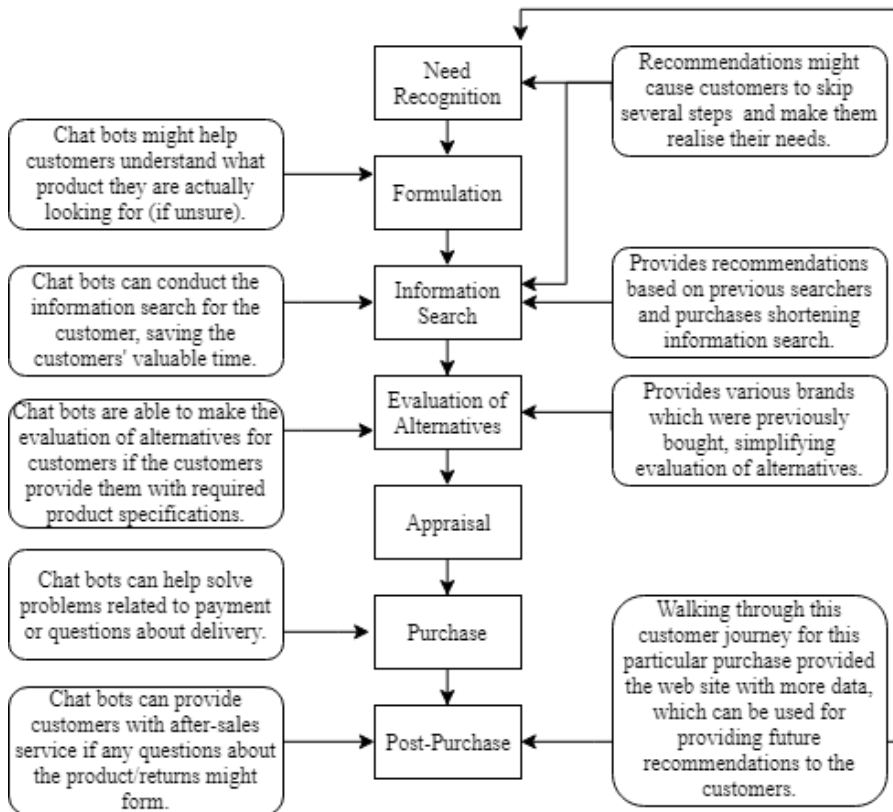 Need
Recognition
Recommendations might
cause customers to skip
several steps and make them
realise their needs.
Chat bots might help
customers understand what
product they are actually
looking for (if unsure).
Formulation
Chat bots can conduct the
information search for the
customer, saving the
customers' valuable time.
Information
Search
Provides recommendations
based on previous searchers
and purchases shortening
information search.
Chat bots are able to make the
evaluation of alternatives for
customers if the customers
provide them with required
product specifications.
Evaluation of
Alternatives
Provides various brands
which were previously
bought, simplifying
evaluation of alternatives.
Appraisal
Chat bots can help solve
problems related to payment
or questions about delivery.
Purchase
Walking through this
customer journey for this
particular purchase provided
the web site with more data,
which can be used for
providing future
recommendations to the
customers.
Chat bots can provide
customers with after-sales
service if any questions about
the product/returns might
form.
Post-Purchase